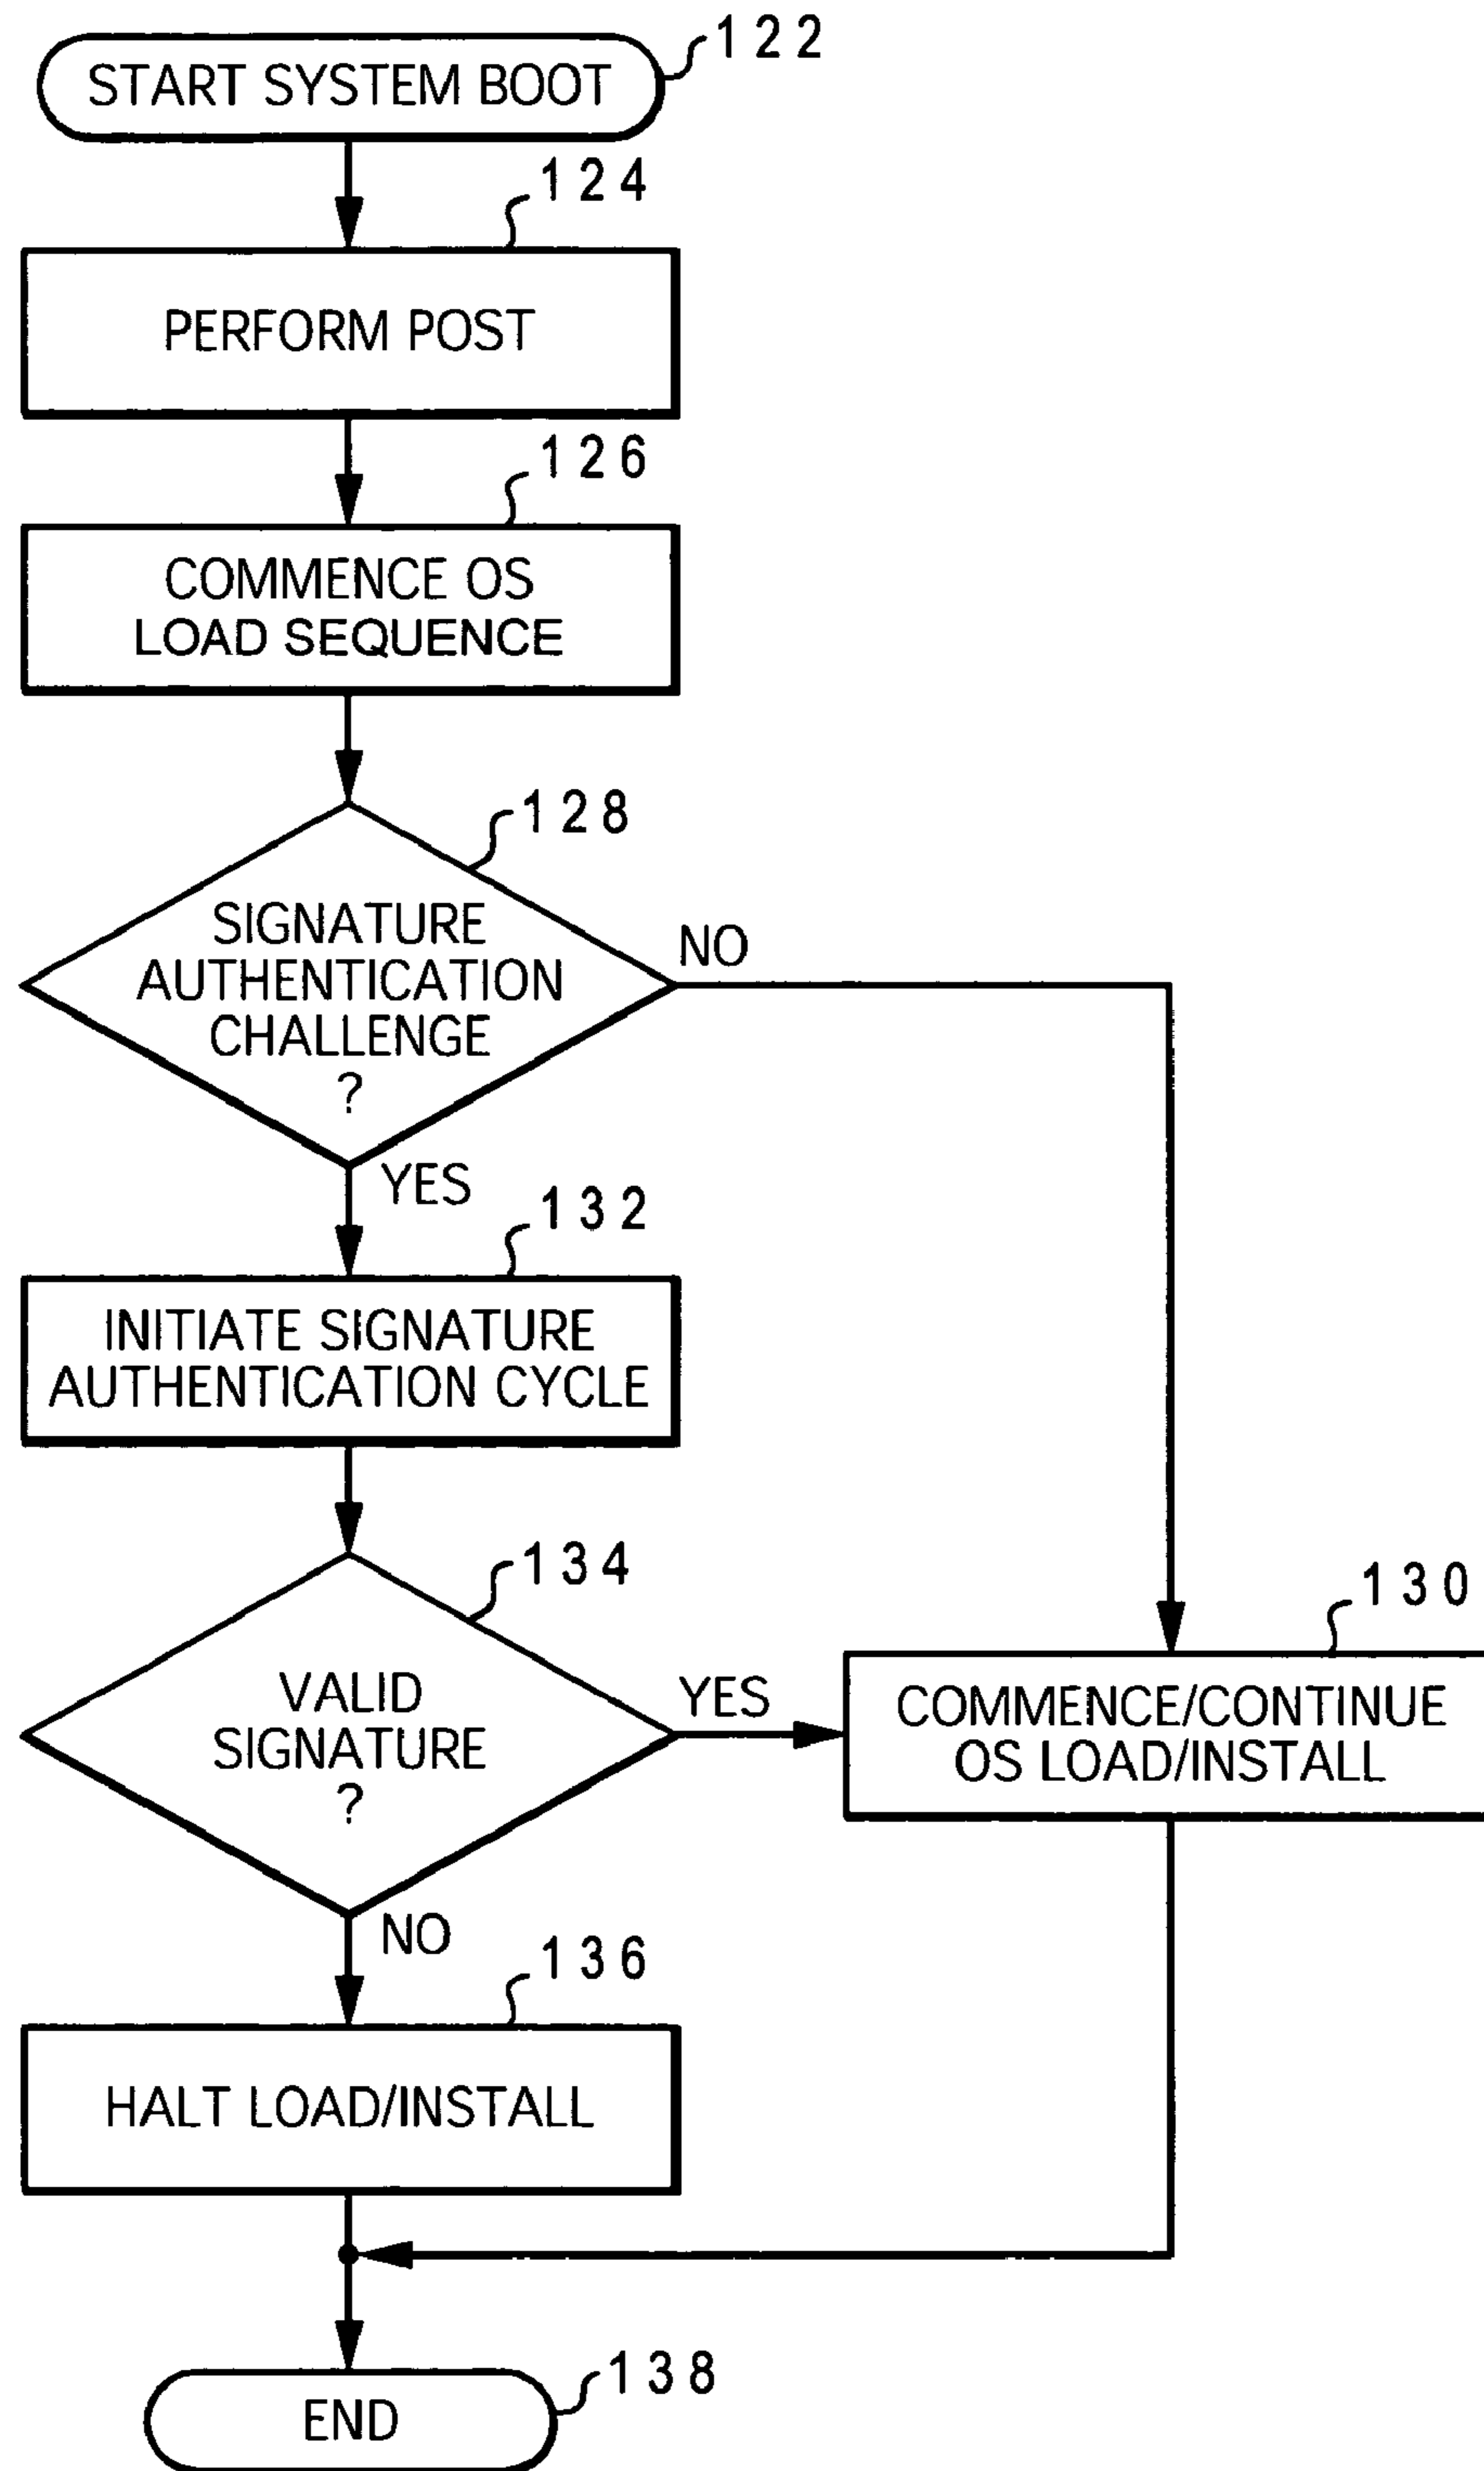 START SYSTEM BOOT
122
124
PERFORM POST
126
COMMENCE OS
LOAD SEQUENCE
128
SIGNATURE
AUTHENTICATION
CHALLENGE
?
NO
YES
132
INITIATE SIGNATURE
AUTHENTICATION CYCLE
134
VALID
SIGNATURE
?
YES
130
COMMENCE/CONTINUE
OS LOAD/INSTALL
NO
136
HALT LOAD/INSTALL
END
138